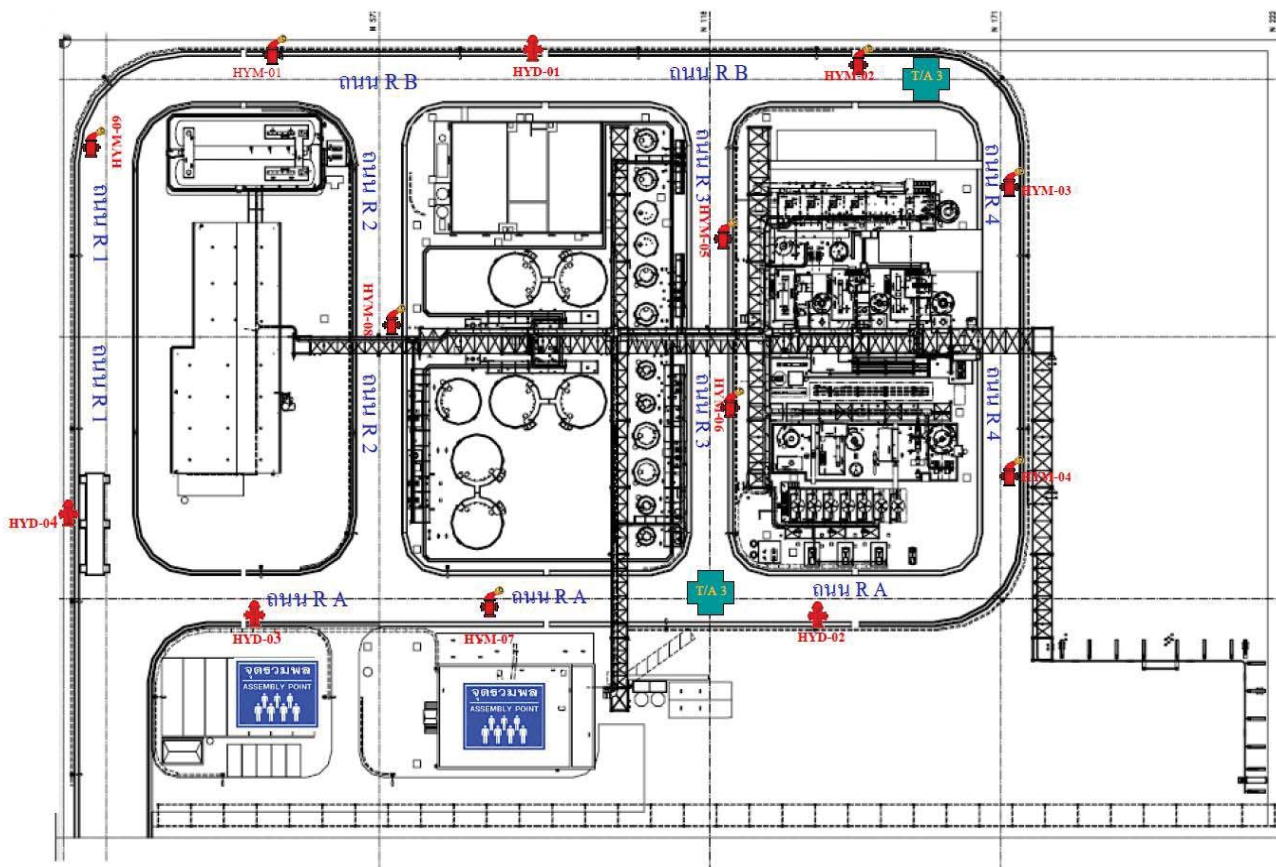 N 57
N 118
N 171
N 222
HYM-01
HYD-01
HYM-02
ถนน R B
ถนน R B
T/A 3
HYM-09
ถนน R 1
ถนน R 2
ถนน R 3
ถนน R 4
HYM-03
HYM-05
HYM-08
ถนน R 1
ถนน R 2
ถนน R 3
ถนน R 4
HYM-06
HYM-04
HYD-04
ถนน R A
ถนน R A
T/A 3
ถนน R A
HYD-03
HYM-07
HYD-02
จุดรวมพล
ASSEMBLY POINT
จุดรวมพล
ASSEMBLY POINT